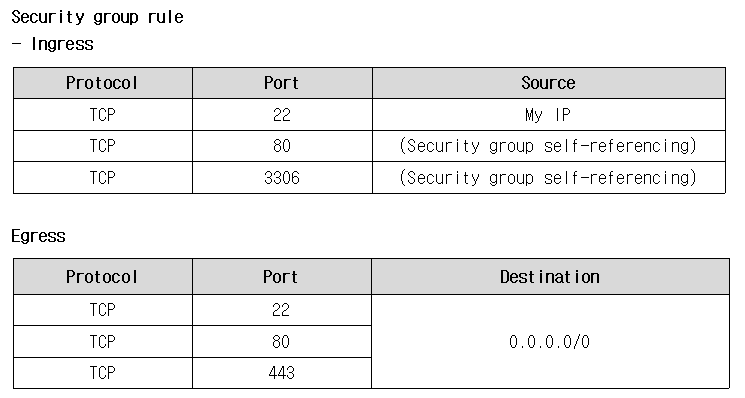 Security group rule
- Ingress
Protocol Port Source
TCP 22 My IP
TCP 80 (Security group self-referencing)
TCP 3306 (Security group self-referencing)
Egress
Protocol Port Destination
TCP 22
TCP 80 0.0.0.0/0
TCP 443